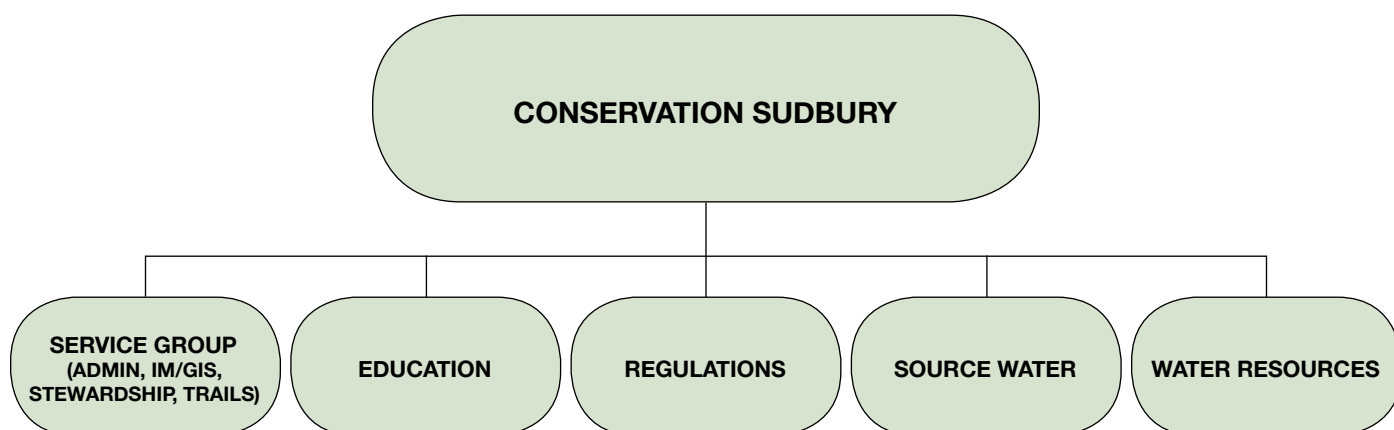 CONSERVATION SUDBURY
SERVICE GROUP
(ADMIN, IM/GIS,
STEWARDSHIP, TRAILS)
EDUCATION
REGULATIONS
SOURCE WATER
WATER RESOURCES